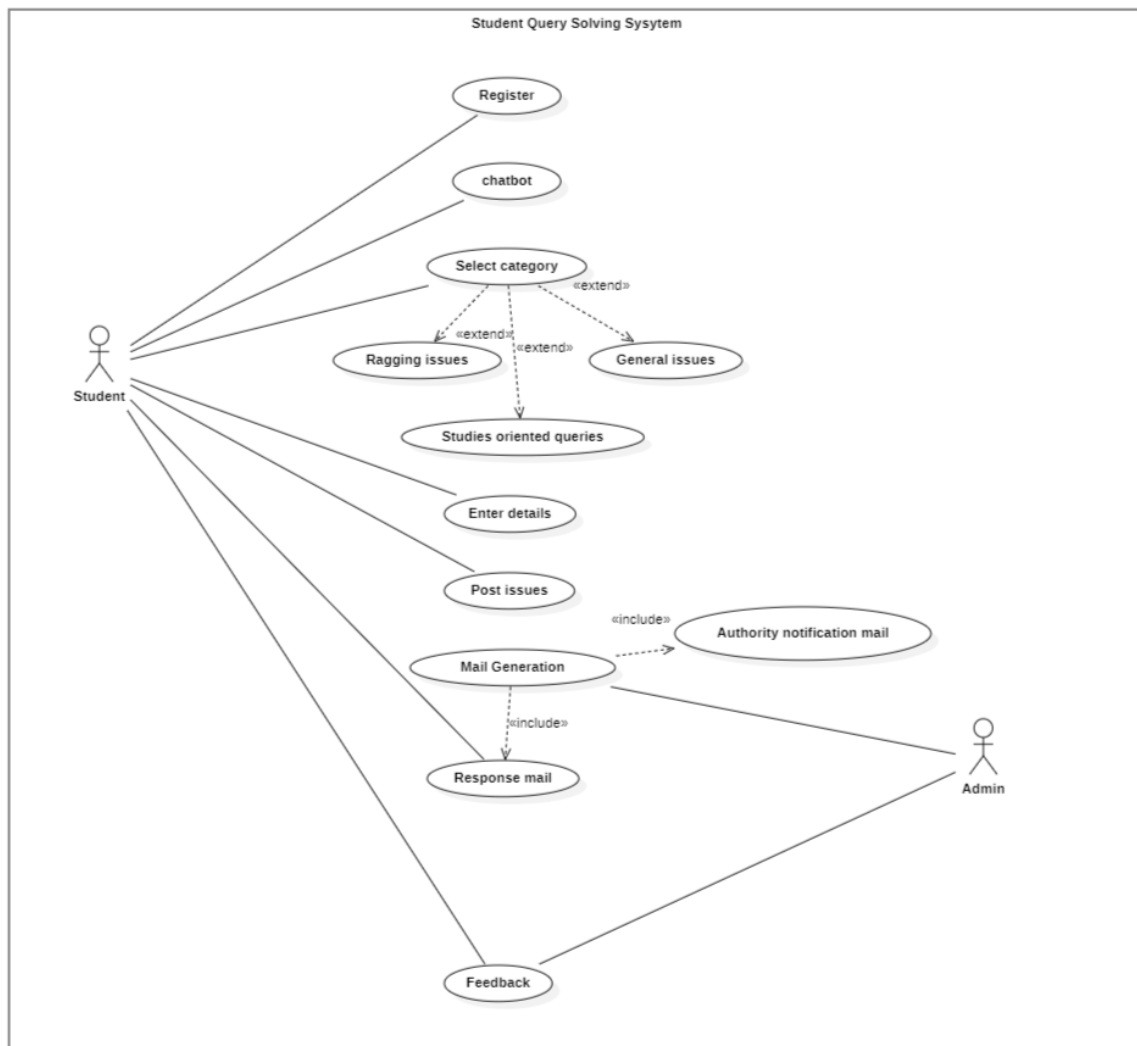 Student Query Solving Sysytem
Register
chatbot
Select category
«extend»
«extend»
«extend»
Ragging issues
General issues
Student
Studies oriented queries
Enter details
Post issues
«include»
Authority notification mail
Mail Generation
«include»
Response mail
Admin
Feedback